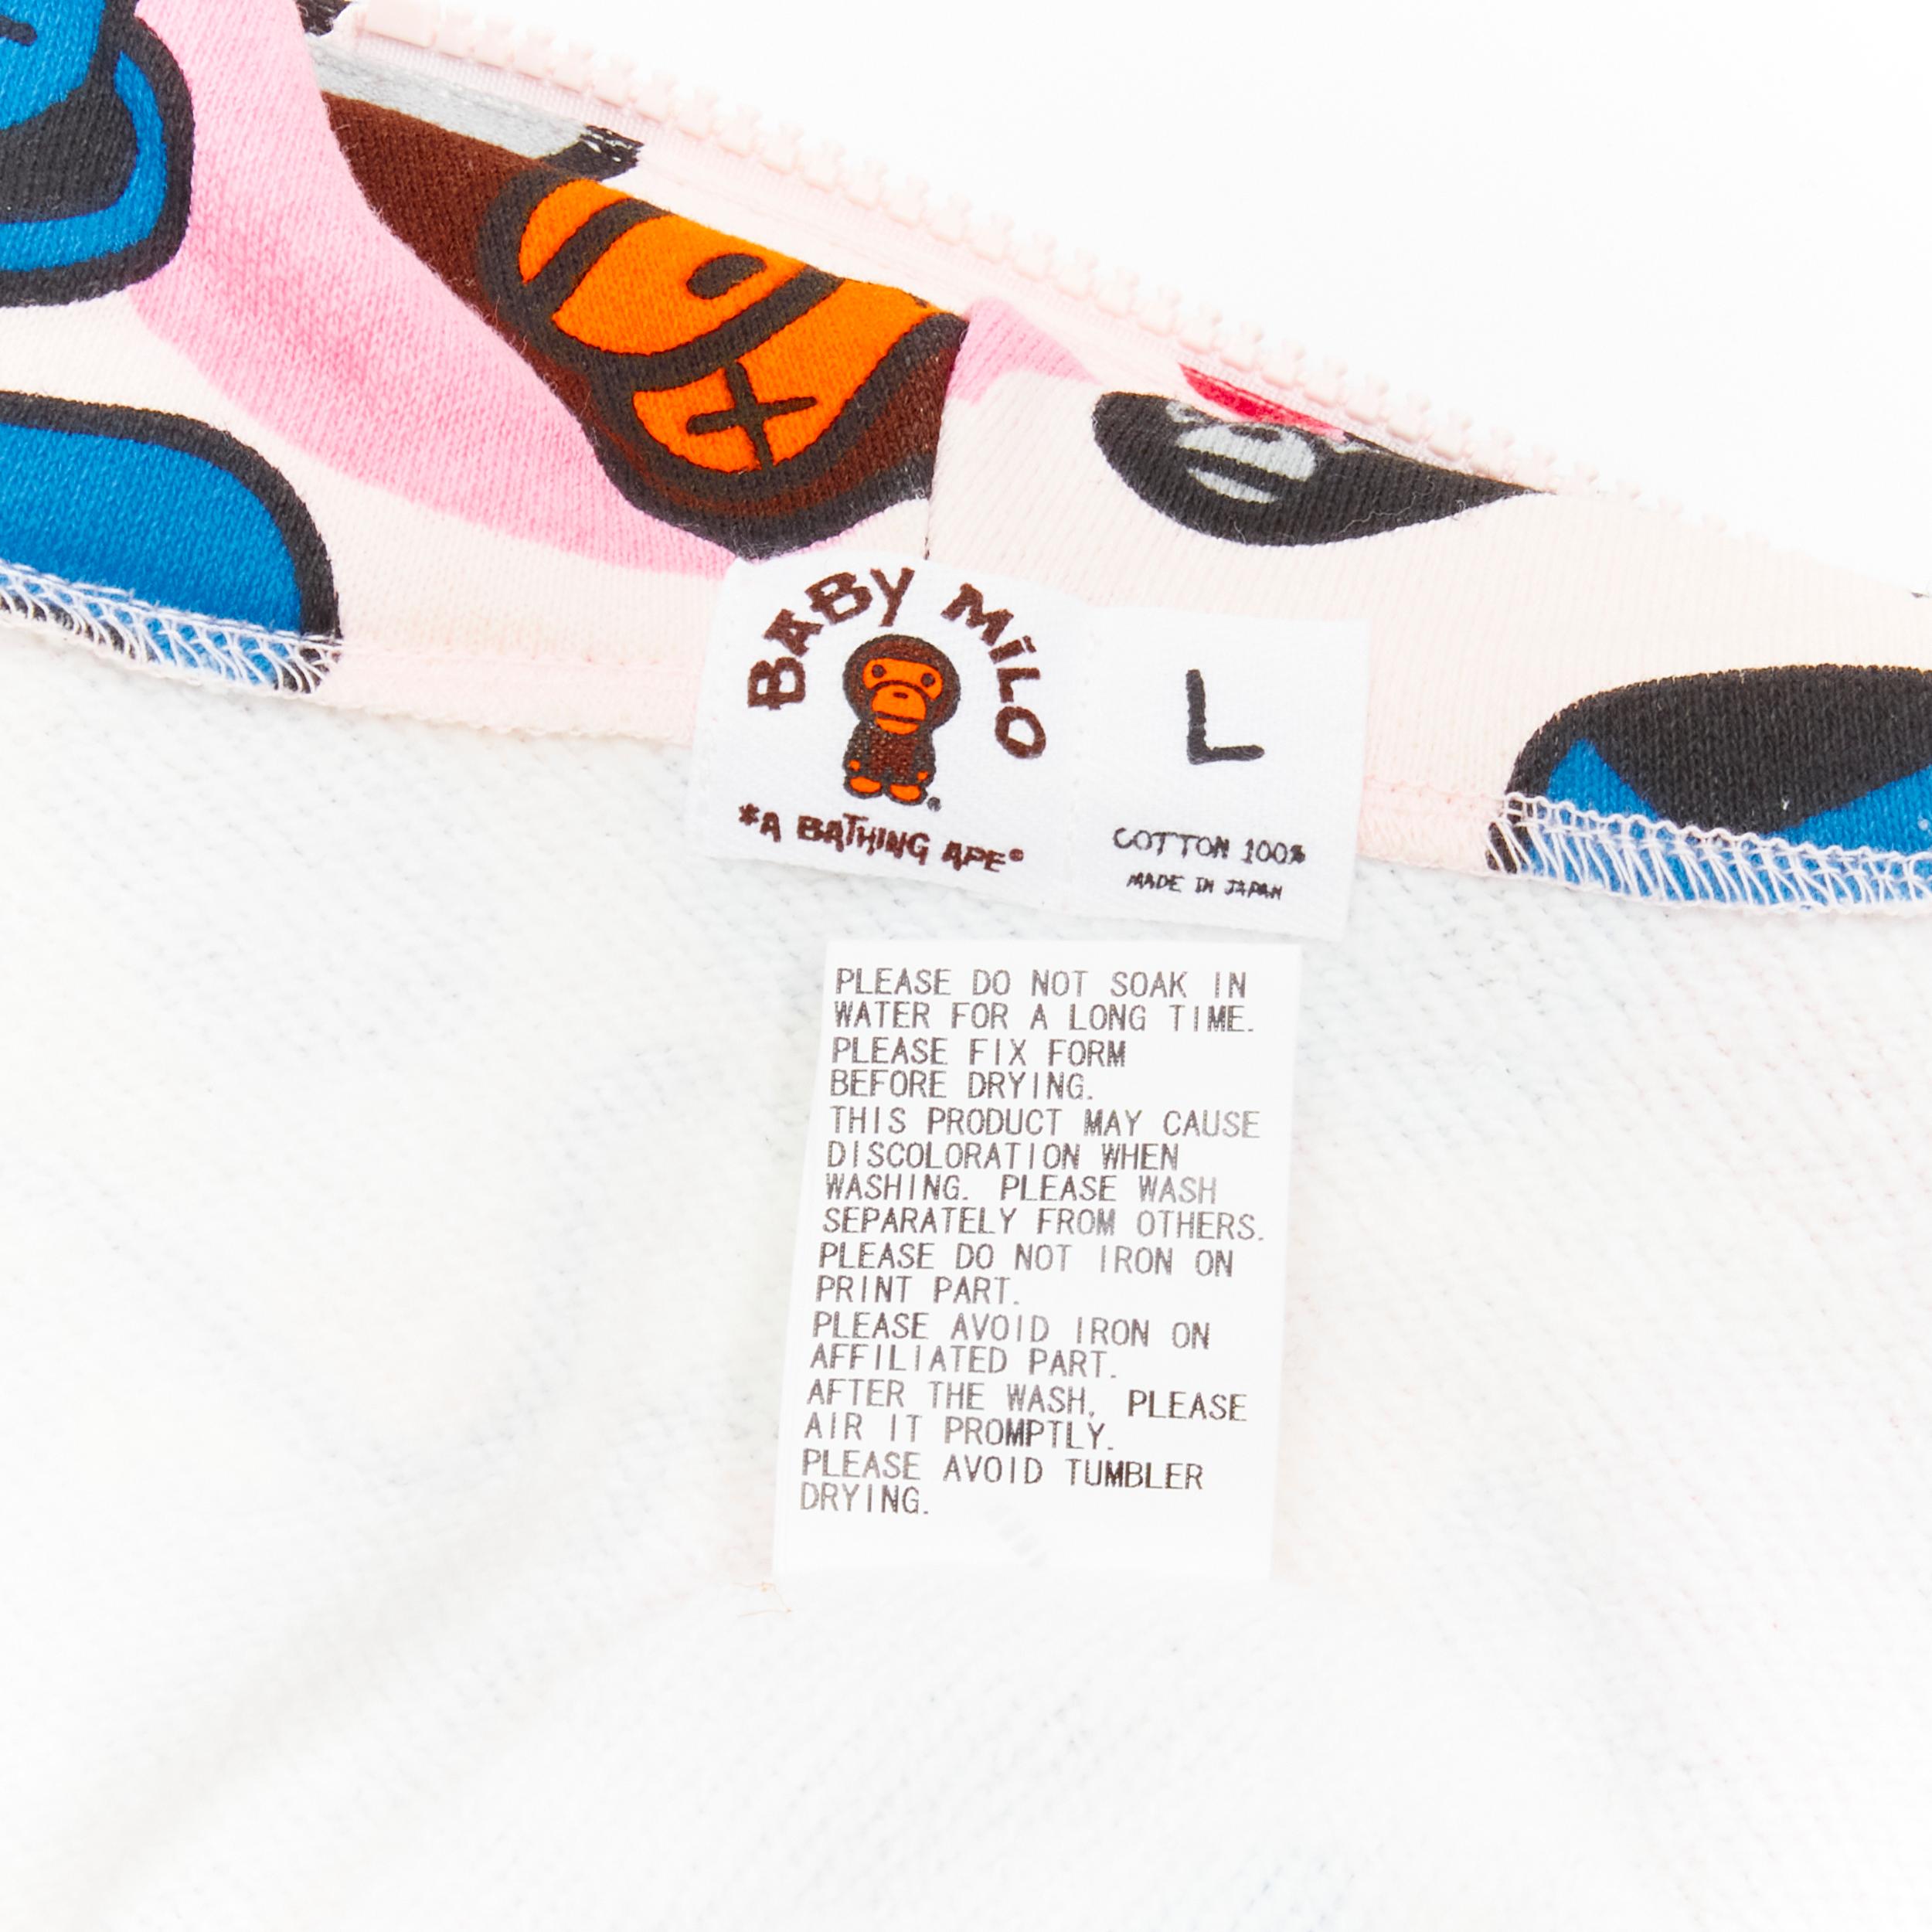 BABY MILO
*A BATHING APE®
L
COTTON 100%
MADE IN JAPAN
PLEASE DO NOT SOAK IN
WATER FOR A LONG TIME.
PLEASE FIX FORM
BEFORE DRYING.
THIS PRODUCT MAY CAUSE
DISCOLORATION WHEN
WASHING. PLEASE WASH
SEPARATELY FROM OTHERS.
PLEASE DO NOT IRON ON
PRINT PART.
PLEASE AVOID IRON ON
AFFILIATED PART.
AFTER THE WASH, PLEASE
AIR IT PROMPTLY.
PLEASE AVOID TUMBLER
DRYING.